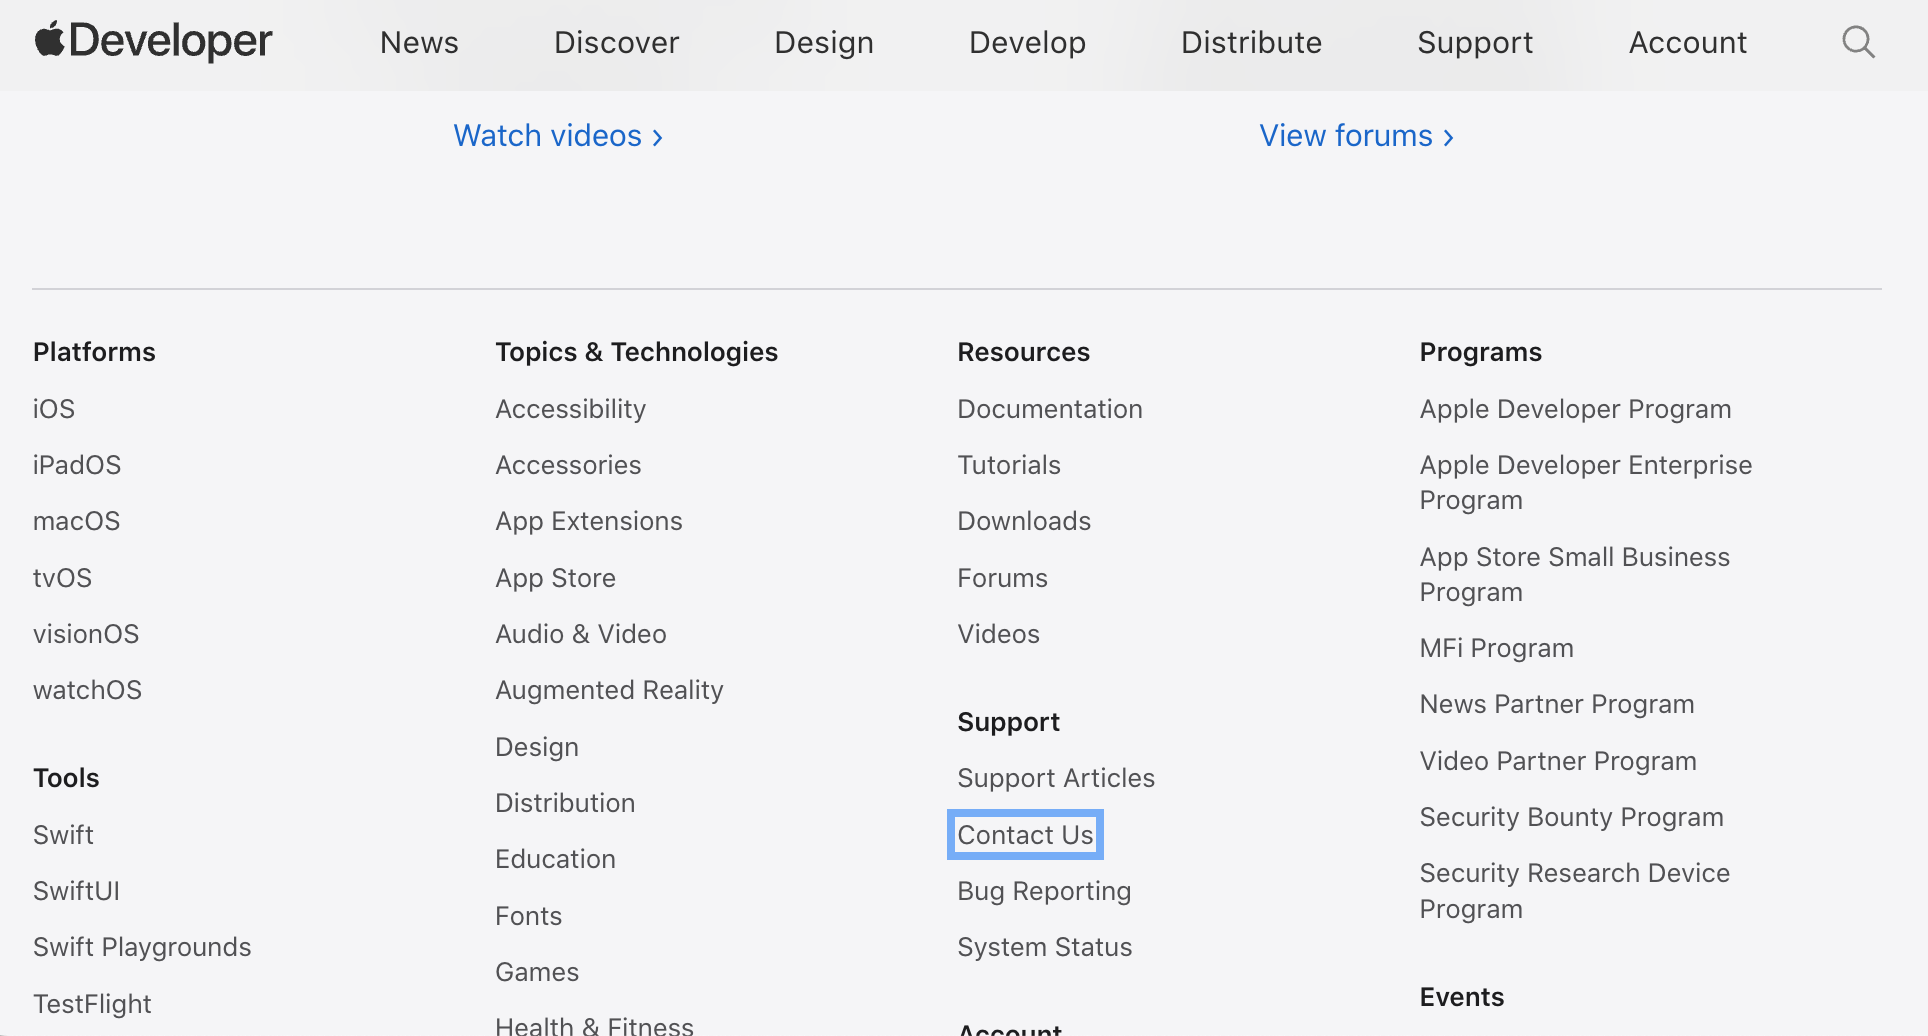 Developer
News
Discover
Design
Develop
Distribute
Support
Account
Watch videos
View forums
Platforms
iOS
iPadOS
macOS
tvOS
visionOS
watchOS
Tools
Swift
SwiftUI
Swift Playgrounds
TestFlight
Topics & Technologies
Accessibility
Accessories
App Extensions
App Store
Audio & Video
Augmented Reality
Design
Distribution
Education
Fonts
Games
Health & Fitness
Resources
Documentation
Tutorials
Downloads
Forums
Videos
Support
Support Articles
Contact Us
Bug Reporting
System Status
Account
Programs
Apple Developer Program
Apple Developer Enterprise
Program
App Store Small Business
Program
MFi Program
News Partner Program
Video Partner Program
Security Bounty Program
Security Research Device
Program
Events